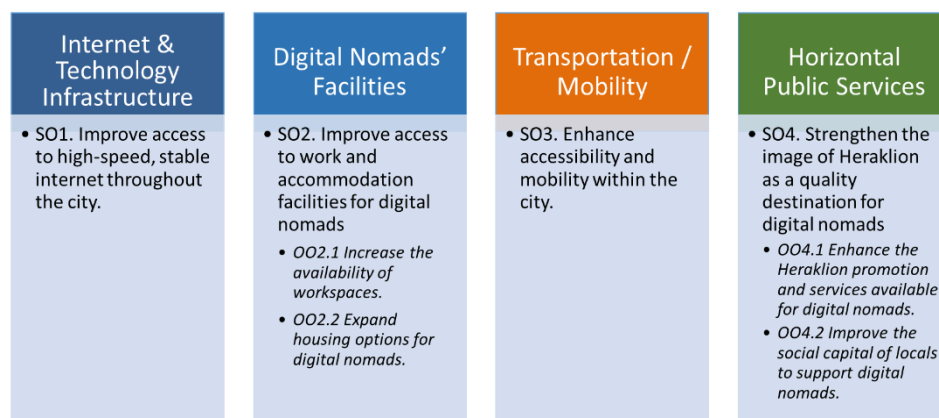 Internet &
Technology
Infrastructure
• SO1. Improve access
to high-speed, stable
internet throughout
the city.
Digital Nomads’
Facilities
• SO2. Improve access
to work and
accommodation
facilities for digital
nomads
• OO2.1 Increase the
availability of
workspaces.
• OO2.2 Expand
housing options for
digital nomads.
Transportation /
Mobility
• SO3. Enhance
accessibility and
mobility within the
city.
Horizontal
Public Services
• SO4. Strengthen the
image of Heraklion
as a quality
destination for
digital nomads
• OO4.1 Enhance the
Heraklion promotion
and services available
for digital nomads.
• OO4.2 Improve the
social capital of locals
to support digital
nomads.